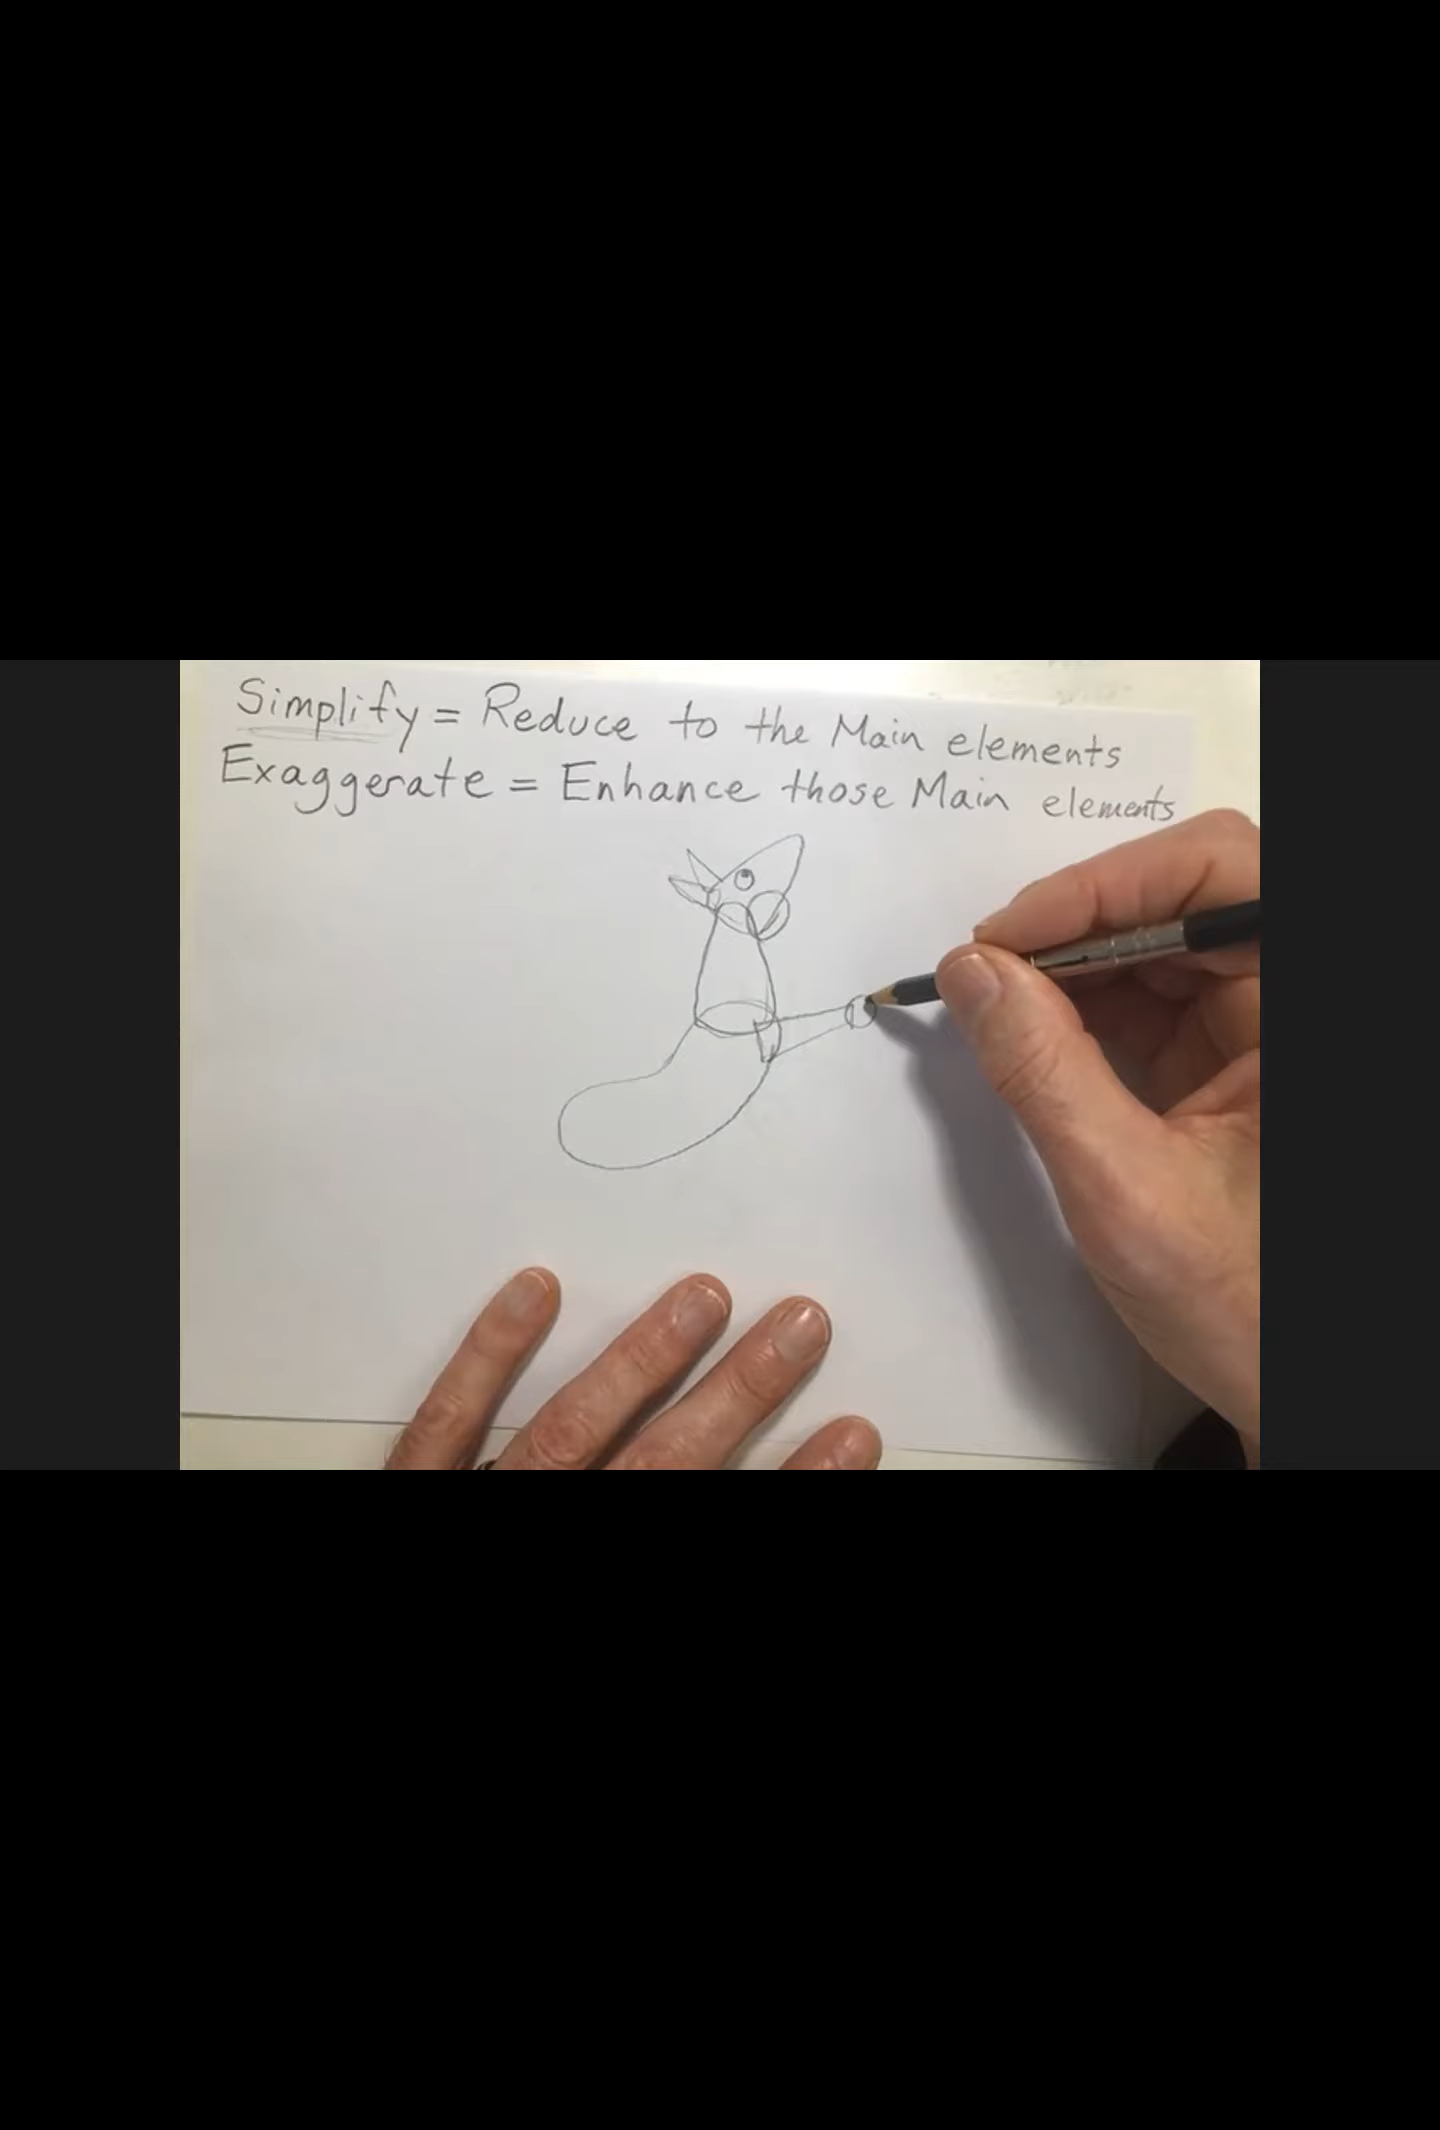 Simplify = Reduce to the Main elements
Exaggerate = Enhance those Main elements